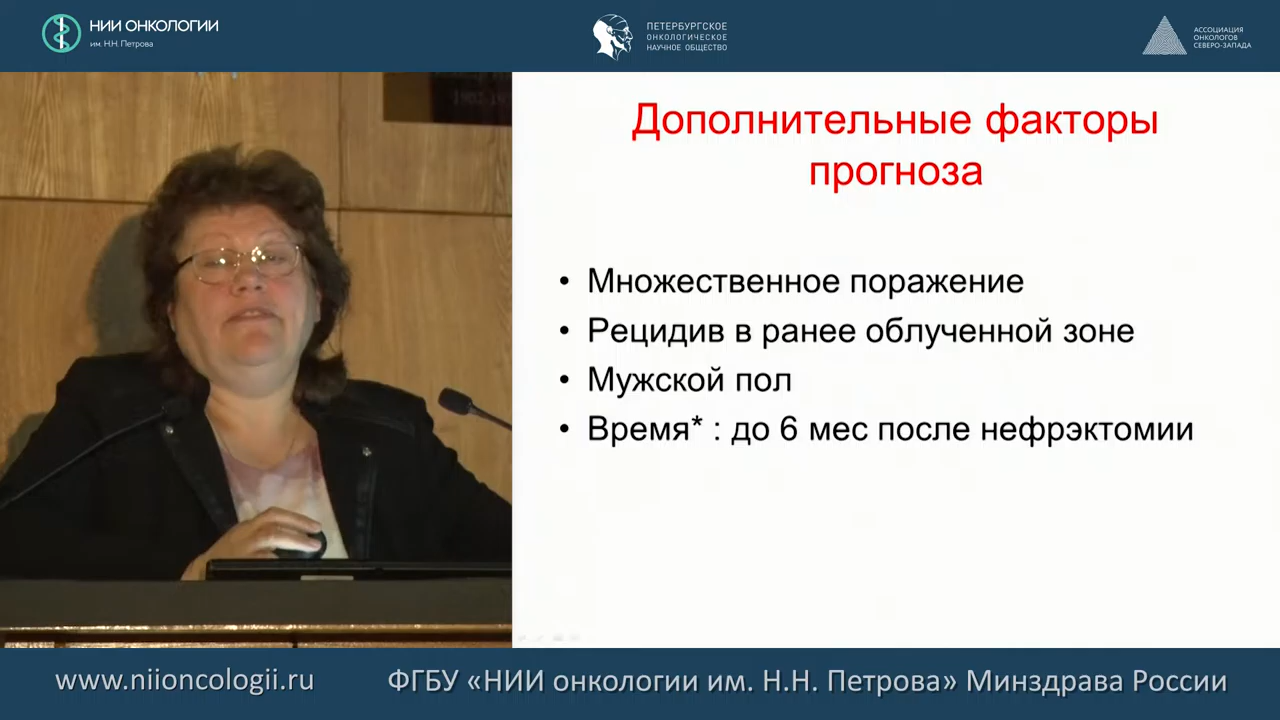 НИИ ОНКОЛОГИИ
им. Н.Н. Петрова
ПЕТЕРБУРГСКОЕ
ОНКОЛОГИЧЕСКОЕ
НАУЧНОЕ ОБЩЕСТВО
АССОЦИАЦИЯ
ОНКОЛОГОВ
СЕВЕРО-ЗАПАДА
Дополнительные факторы
прогноза
• Множественное поражение
• Рецидив в ранее облученной зоне
• Мужской пол
• Время* : до 6 мес после нефрэктомии
www.niioncologii.ru
ФГБУ «НИИ онкологии им. Н.Н. Петрова» Минздрава России